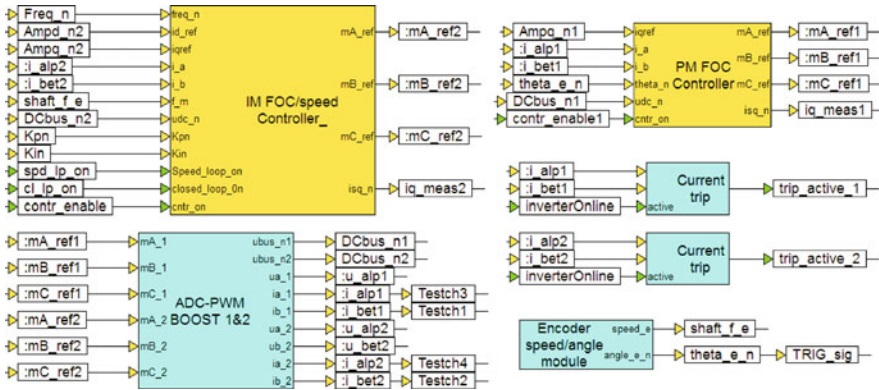 Freq_n
Ampd_n2
Ampq_n2
:i_alp2
:i_bet2
shaft_f_e
DCbus_n2
Kpn
Kin
spd_lp_on
cl_lp_on
contr_enable
freq_n
id_ref
iqref
i_a
i_b
f_m
udc_n
Kpn
Kin
Speed_loop_on
closed_loop_0n
cntr_on
IM FOC/speed
Controller_
mA_ref
mB_ref
mC_ref
isq_n
:mA_ref2
:mB_ref2
:mC_ref2
iq_meas2
Ampq_n1
:i_alp1
:i_bet1
theta_e_n
DCbus_n1
contr_enable1
iqref
i_a
i_b
theta_n
udc_n
cntr_on
PM FOC
Controller
mA_ref
mB_ref
mC_ref
isq_n
:mA_ref1
:mB_ref1
:mC_ref1
iq_meas1
:i_alp1
:i_bet1
inverterOnline
active
Current
trip
trip_active_1
:i_alp2
:i_bet2
inverterOnline
active
Current
trip
trip_active_2
:mA_ref1
:mB_ref1
:mC_ref1
:mA_ref2
:mB_ref2
:mC_ref2
mA_1
mB_1
mC_1
mA_2
mB_2
mC_2
ADC-PWM
BOOST 1&2
ubus_n1
ubus_n2
ua_1
ia_1
ib_1
ua_2
ub_2
ia_2
ib_2
DCbus_n1
DCbus_n2
:u_alp1
:i_alp1
:i_bet1
:u_alp2
:u_bet2
:i_alp2
:i_bet2
Testch3
Testch1
Testch4
Testch2
Encoder
speed/angle
module
speed_e
angle_e_n
shaft_f_e
theta_e_n
TRIG_sig